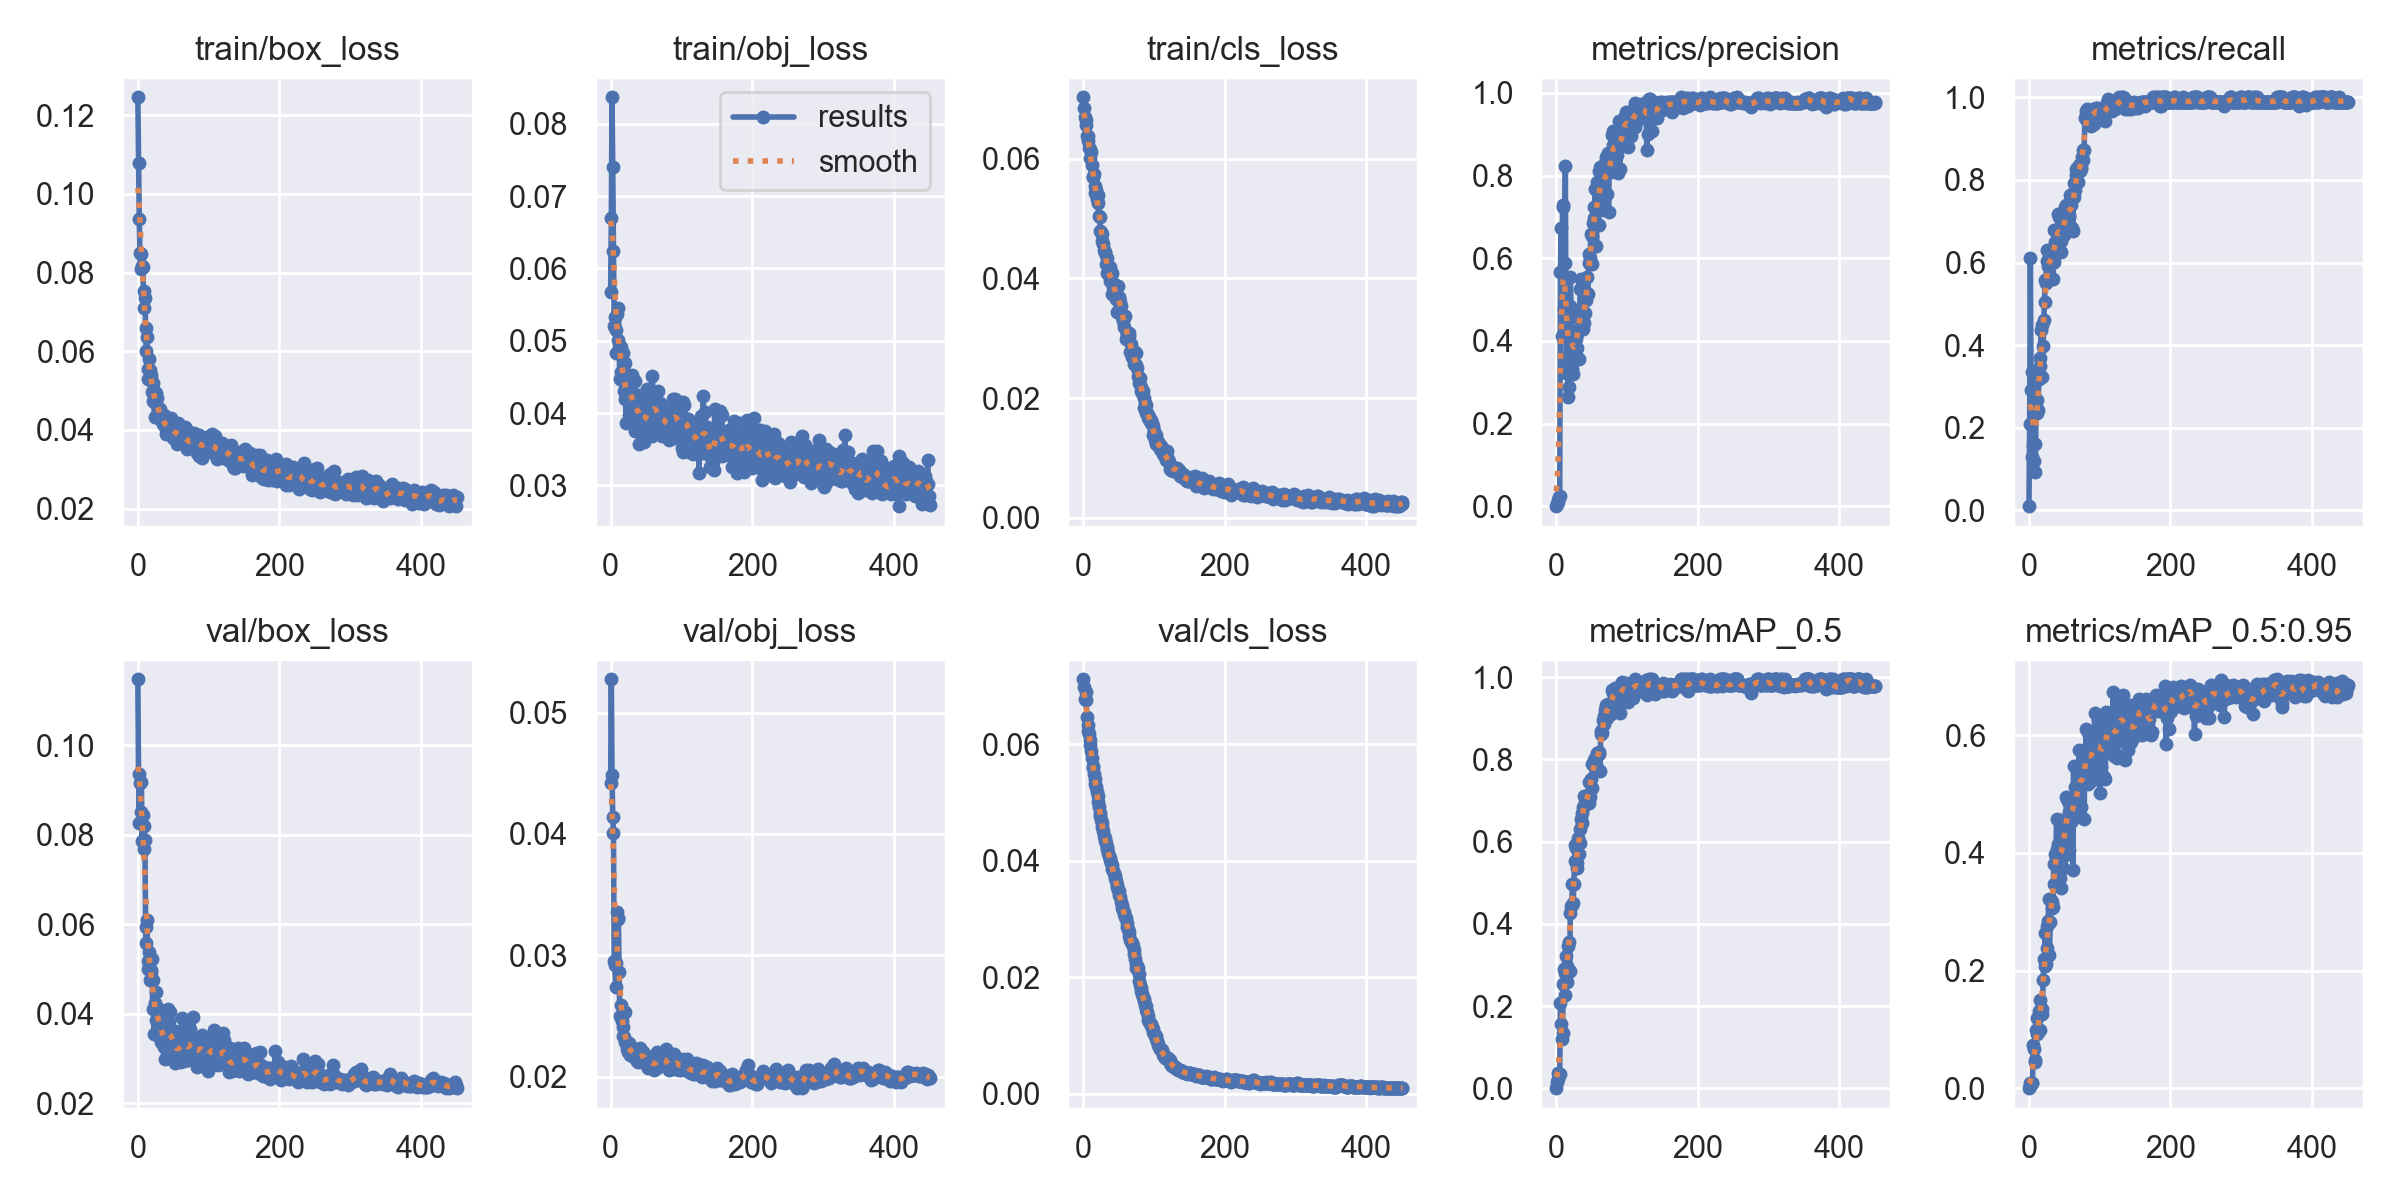 train/box_loss
0.12
0.10
0.08
0.06
0.04
0.02
0 200 400
train/obj_loss
results
smooth
0.08
0.07
0.06
0.05
0.04
0.03
0 200 400
train/cls_loss
0.06
0.04
0.02
0.00
0 200 400
metrics/precision
1.0
0.8
0.6
0.4
0.2
0.0
0 200 400
metrics/recall
1.0
0.8
0.6
0.4
0.2
0.0
0 200 400
val/box_loss
0.10
0.08
0.06
0.04
0.02
0 200 400
val/obj_loss
0.05
0.04
0.03
0.02
0 200 400
val/cls_loss
0.06
0.04
0.02
0.00
0 200 400
metrics/mAP_0.5
1.0
0.8
0.6
0.4
0.2
0.0
0 200 400
metrics/mAP_0.5:0.95
0.6
0.4
0.2
0.0
0 200 400